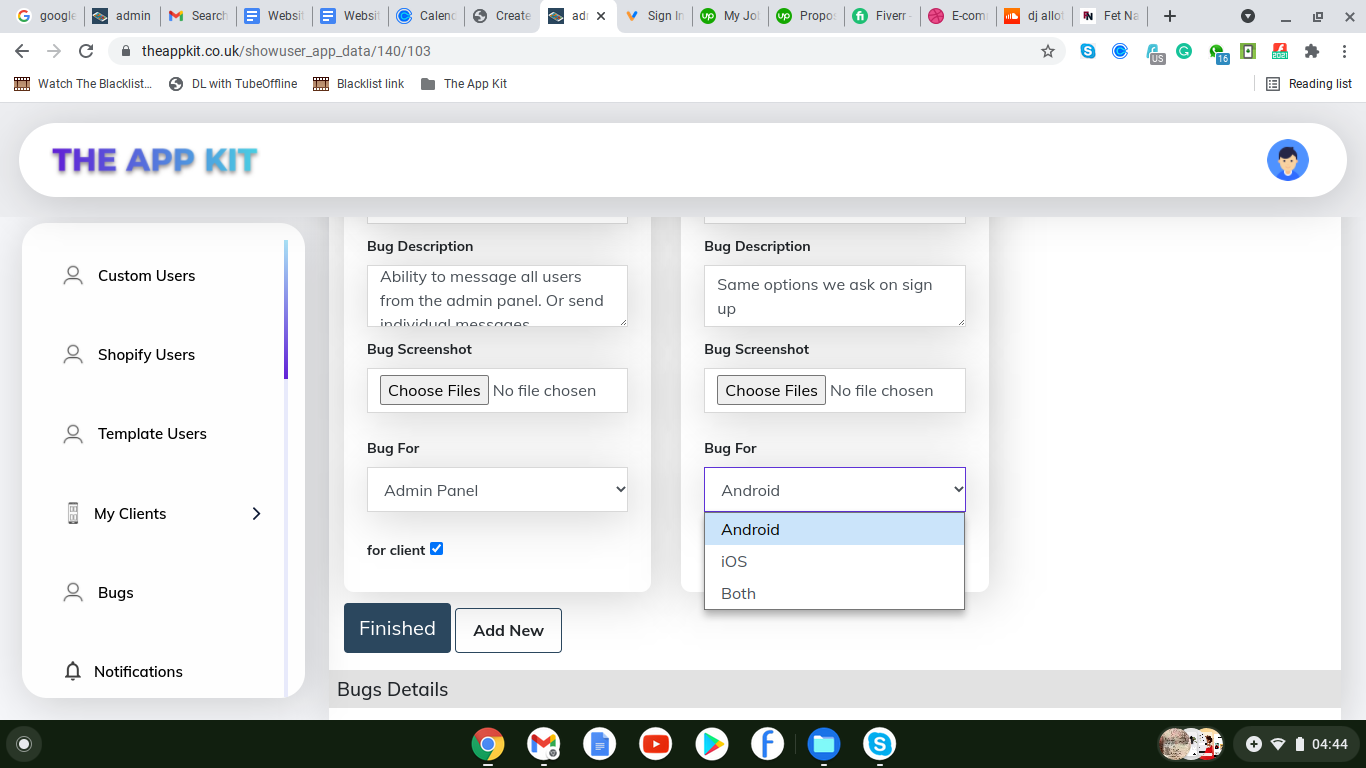 google
admin
Search
Websit
Websit
Calend
Create
adn
Sign In
My Jo
Propo
Fiverr -
E-com
dj allo
Fet Na
theappkit.co.uk/showuser_app_data/140/103
US
16
2021
Watch The Blacklist...
DL with TubeOffline
Blacklist link
The App Kit
Reading list
THE APP KIT
Custom Users
Shopify Users
Template Users
My Clients
Bugs
Notifications
Bug Description
Ability to message all users
from the admin panel. Or send
individual messages
Bug Screenshot
Choose Files No file chosen
Bug For
Admin Panel
for client
Bug Description
Same options we ask on sign
up
Bug Screenshot
Choose Files No file chosen
Bug For
Android
Android
iOS
Both
Finished
Add New
Bugs Details
04:44